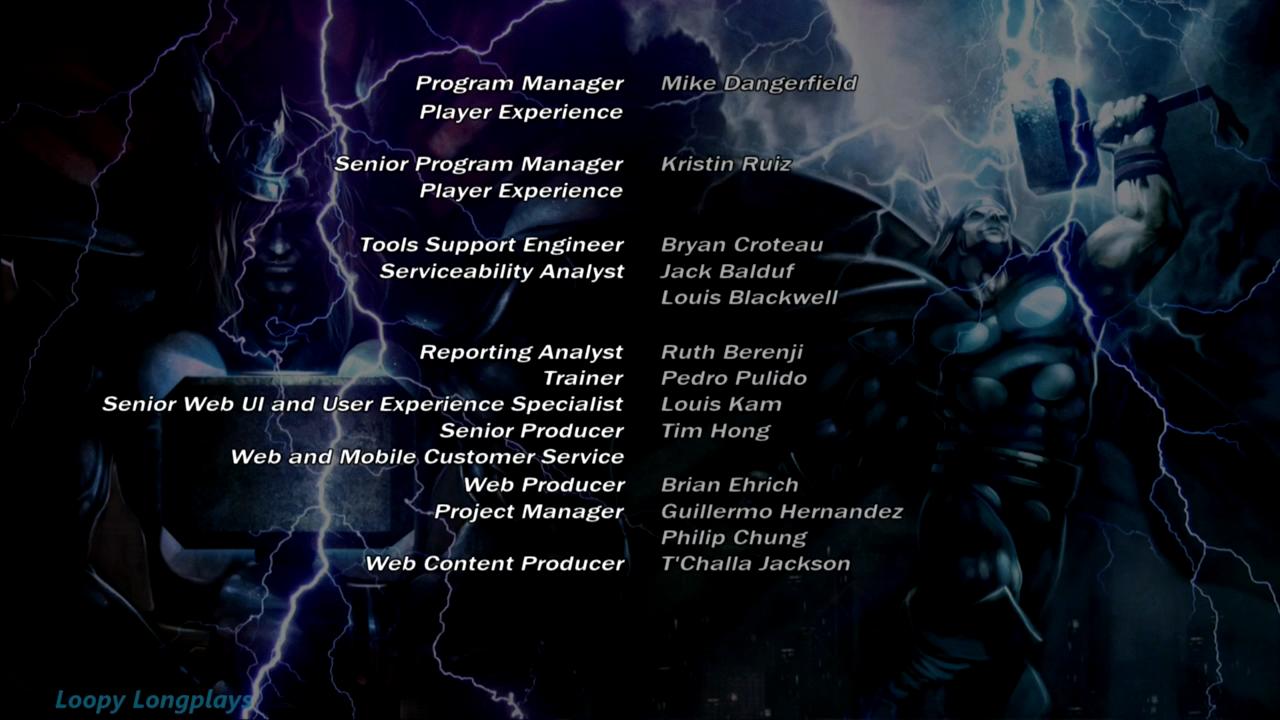 Program Manager Mike Dangerfield
Player Experience
Senior Program Manager Kristin Ruiz
Player Experience
Tools Support Engineer Bryan Croteau
Serviceability Analyst Jack Balduf
Louis Blackwell
Reporting Analyst Ruth Berenji
Trainer Pedro Pulido
Senior Web UI and User Experience Specialist Louis Kam
Senior Producer Tim Hong
Web and Mobile Customer Service
Web Producer Brian Ehrich
Project Manager Guillermo Hernandez
Philip Chung
Web Content Producer T'Challa Jackson
Loopy Longplays